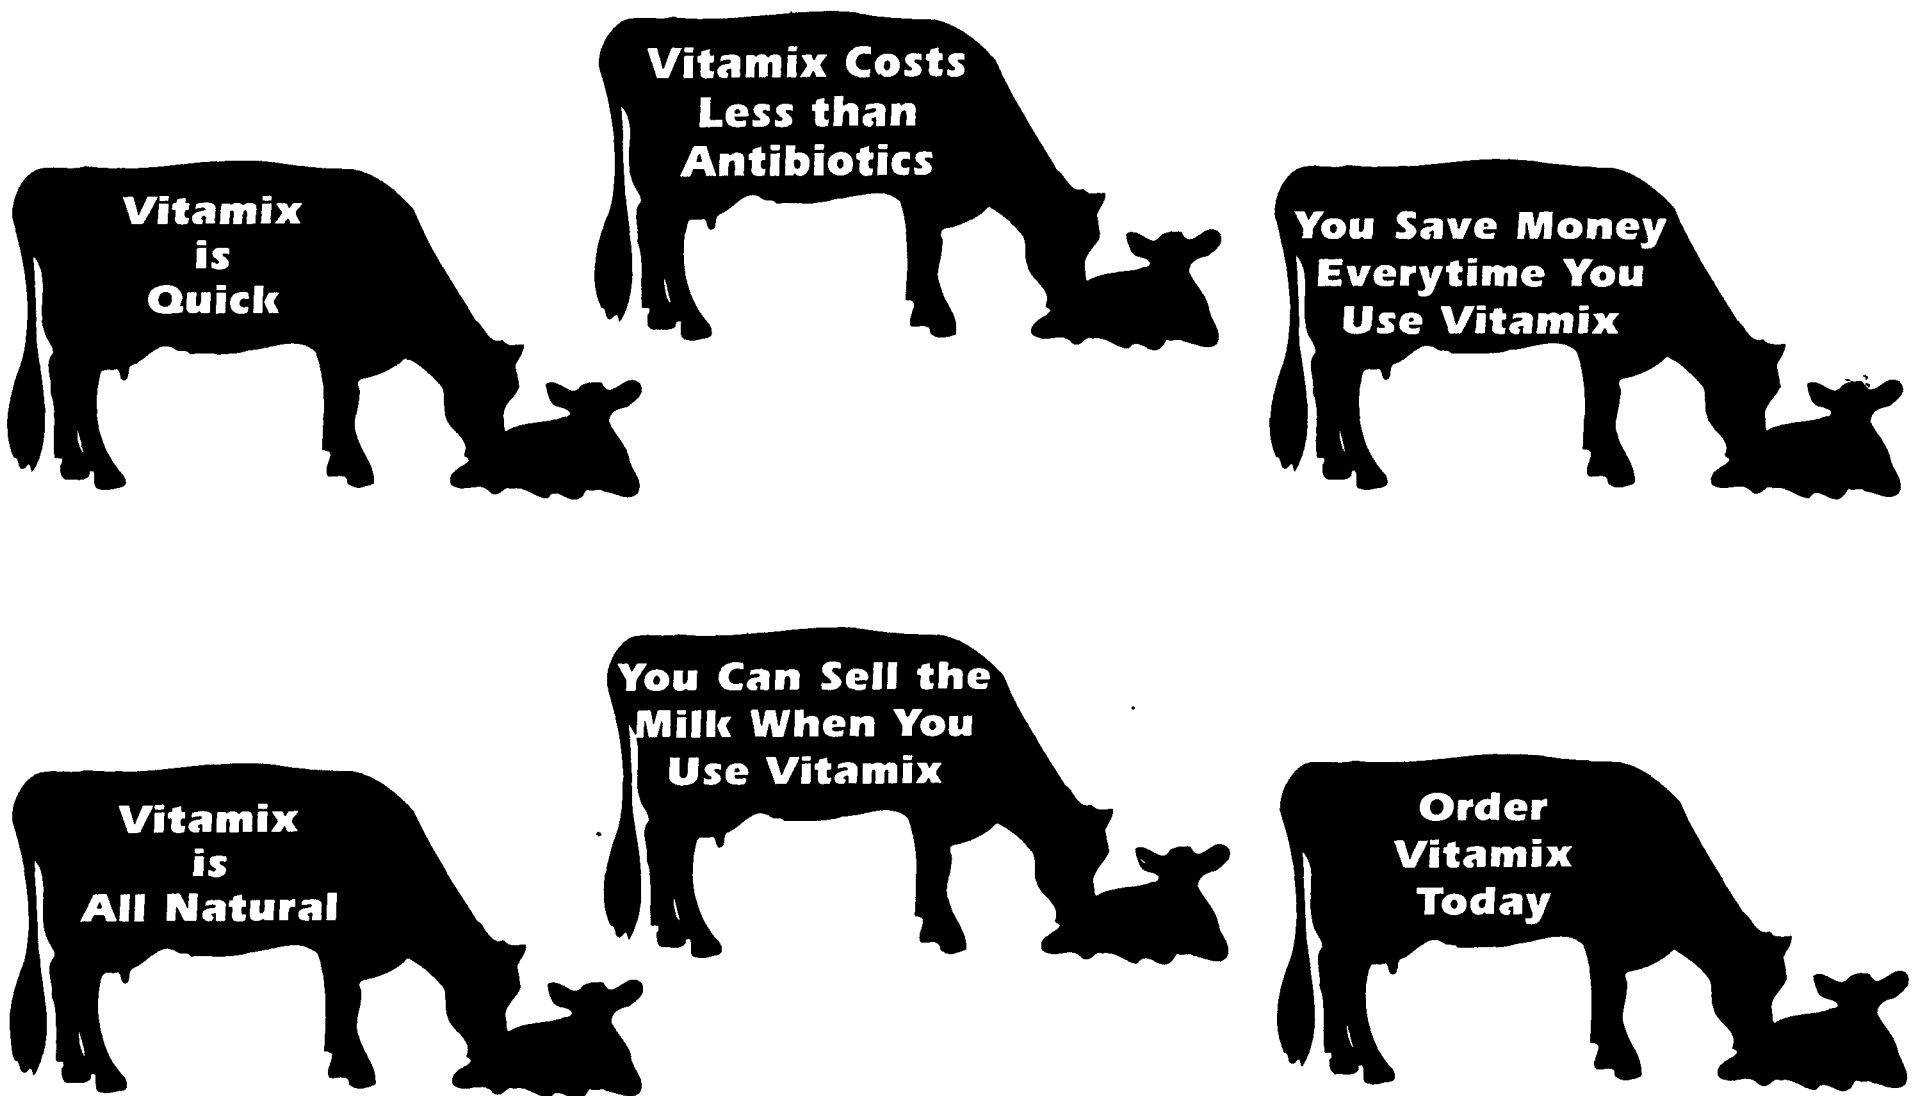 Vitamix
is
Quick
Vitamix Costs
Less than
Antibiotics
You Save Money
Everytime You
Use Vitamix
Vitamix
is
All Natural
You Can Sell the
Milk When You
Use Vitamix
Order
Vitamix
Today